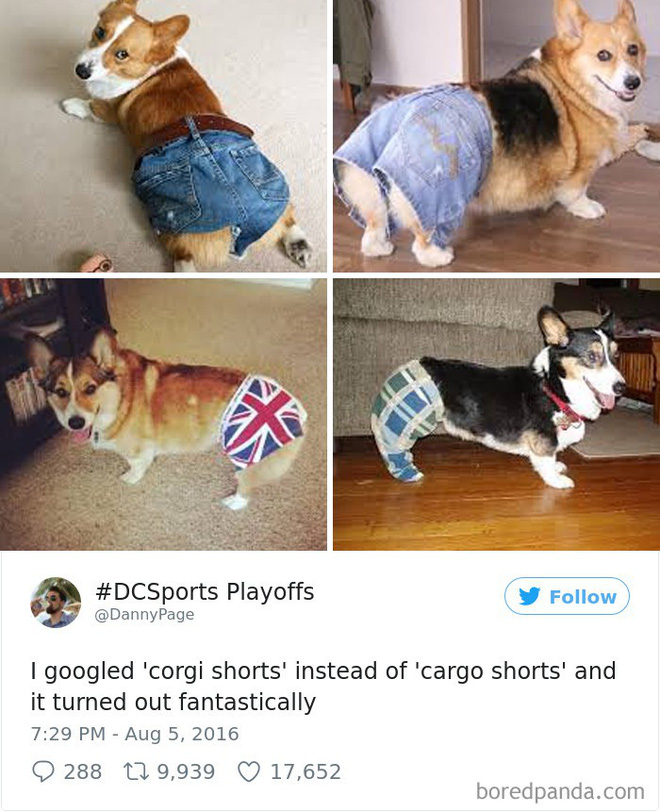 #DCSports Playoffs
@DannyPage
Follow
I googled 'corgi shorts' instead of 'cargo shorts' and
it turned out fantastically
7:29 PM - Aug 5, 2016
288 9,939 17,652
boredpanda.com